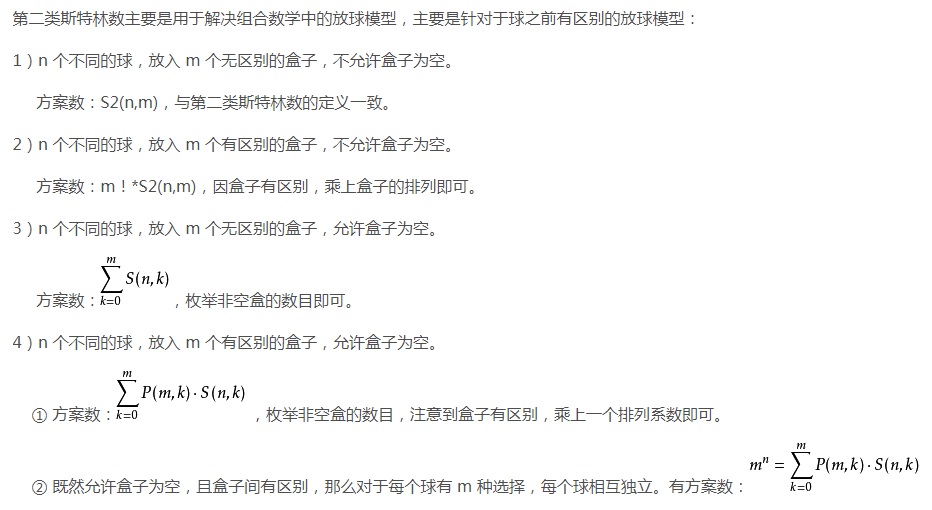 第二类斯特林数主要是用于解决组合数学中的放球模型，主要是针对于球之前有区别的放球模型：
1）n 个不同的球，放入 m 个无区别的盒子，不允许盒子为空。
方案数：S2(n,m)，与第二类斯特林数的定义一致。
2）n 个不同的球，放入 m 个有区别的盒子，不允许盒子为空。
方案数：m！*S2(n,m)，因盒子有区别，乘上盒子的排列即可。
3）n 个不同的球，放入 m 个无区别的盒子，允许盒子为空。
方案数：$\sum_{k=0}^{m} S(n,k)$，枚举非空盒的数目即可。
4）n 个不同的球，放入 m 个有区别的盒子，允许盒子为空。
① 方案数：$\sum_{k=0}^{m} P(m,k) \cdot S(n,k)$，枚举非空盒的数目，注意到盒子有区别，乘上一个排列系数即可。
② 既然允许盒子为空，且盒子间有区别，那么对于每个球有 m 种选择，每个球相互独立。有方案数：$m^n = \sum_{k=0}^{m} P(m,k) \cdot S(n,k)$